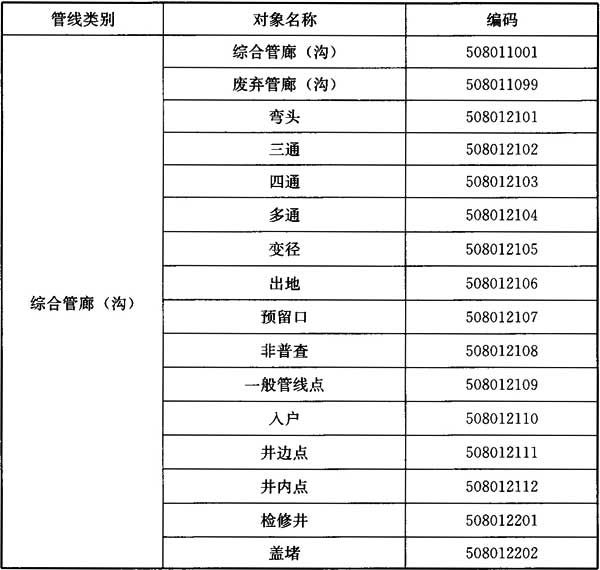 管线类别 对象名称 编码
综合管廊（沟） 508011001
废弃管廊（沟） 508011099
弯头 508012101
三通 508012102
四通 508012103
多通 508012104
变径 508012105
出地 508012106
综合管廊（沟）
预留口 508012107
非普查 508012108
一般管线点 508012109
入户 508012110
井边点 508012111
井内点 508012112
检修井 508012201
盖堵 508012202